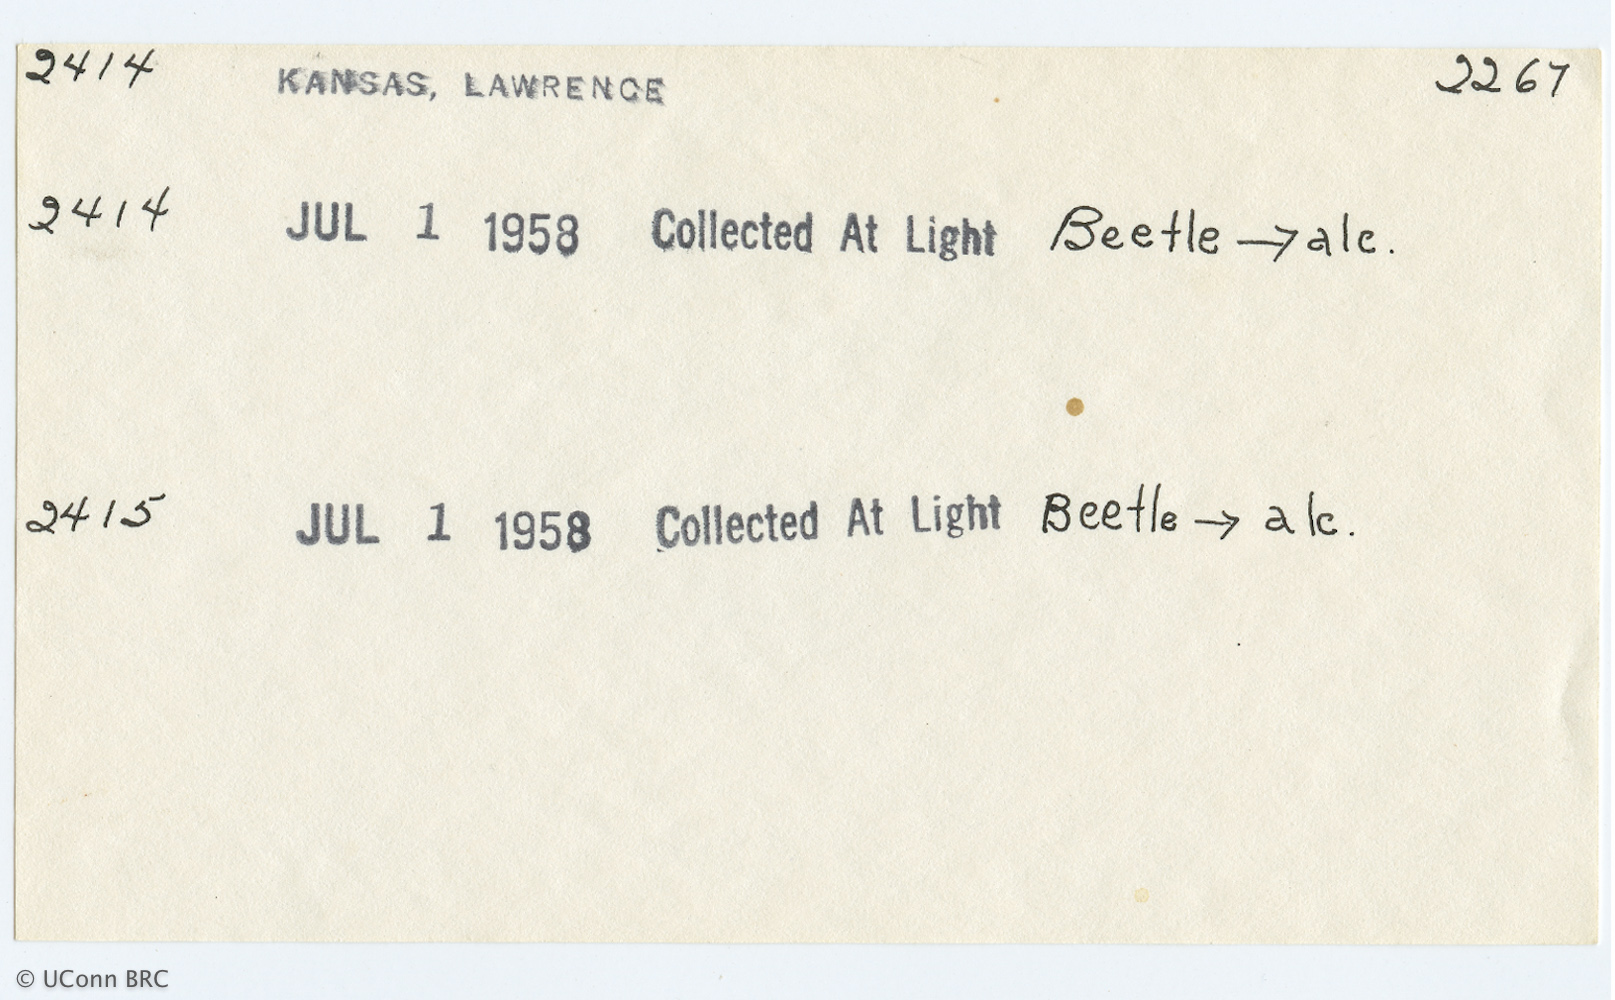 2414 KANSAS, LAWRENCE 2267
2414 JUL 1 1958 Collected At Light Beetle → alc.
2415 JUL 1 1958 Collected At Light Beetle → alc.
© UConn BRC